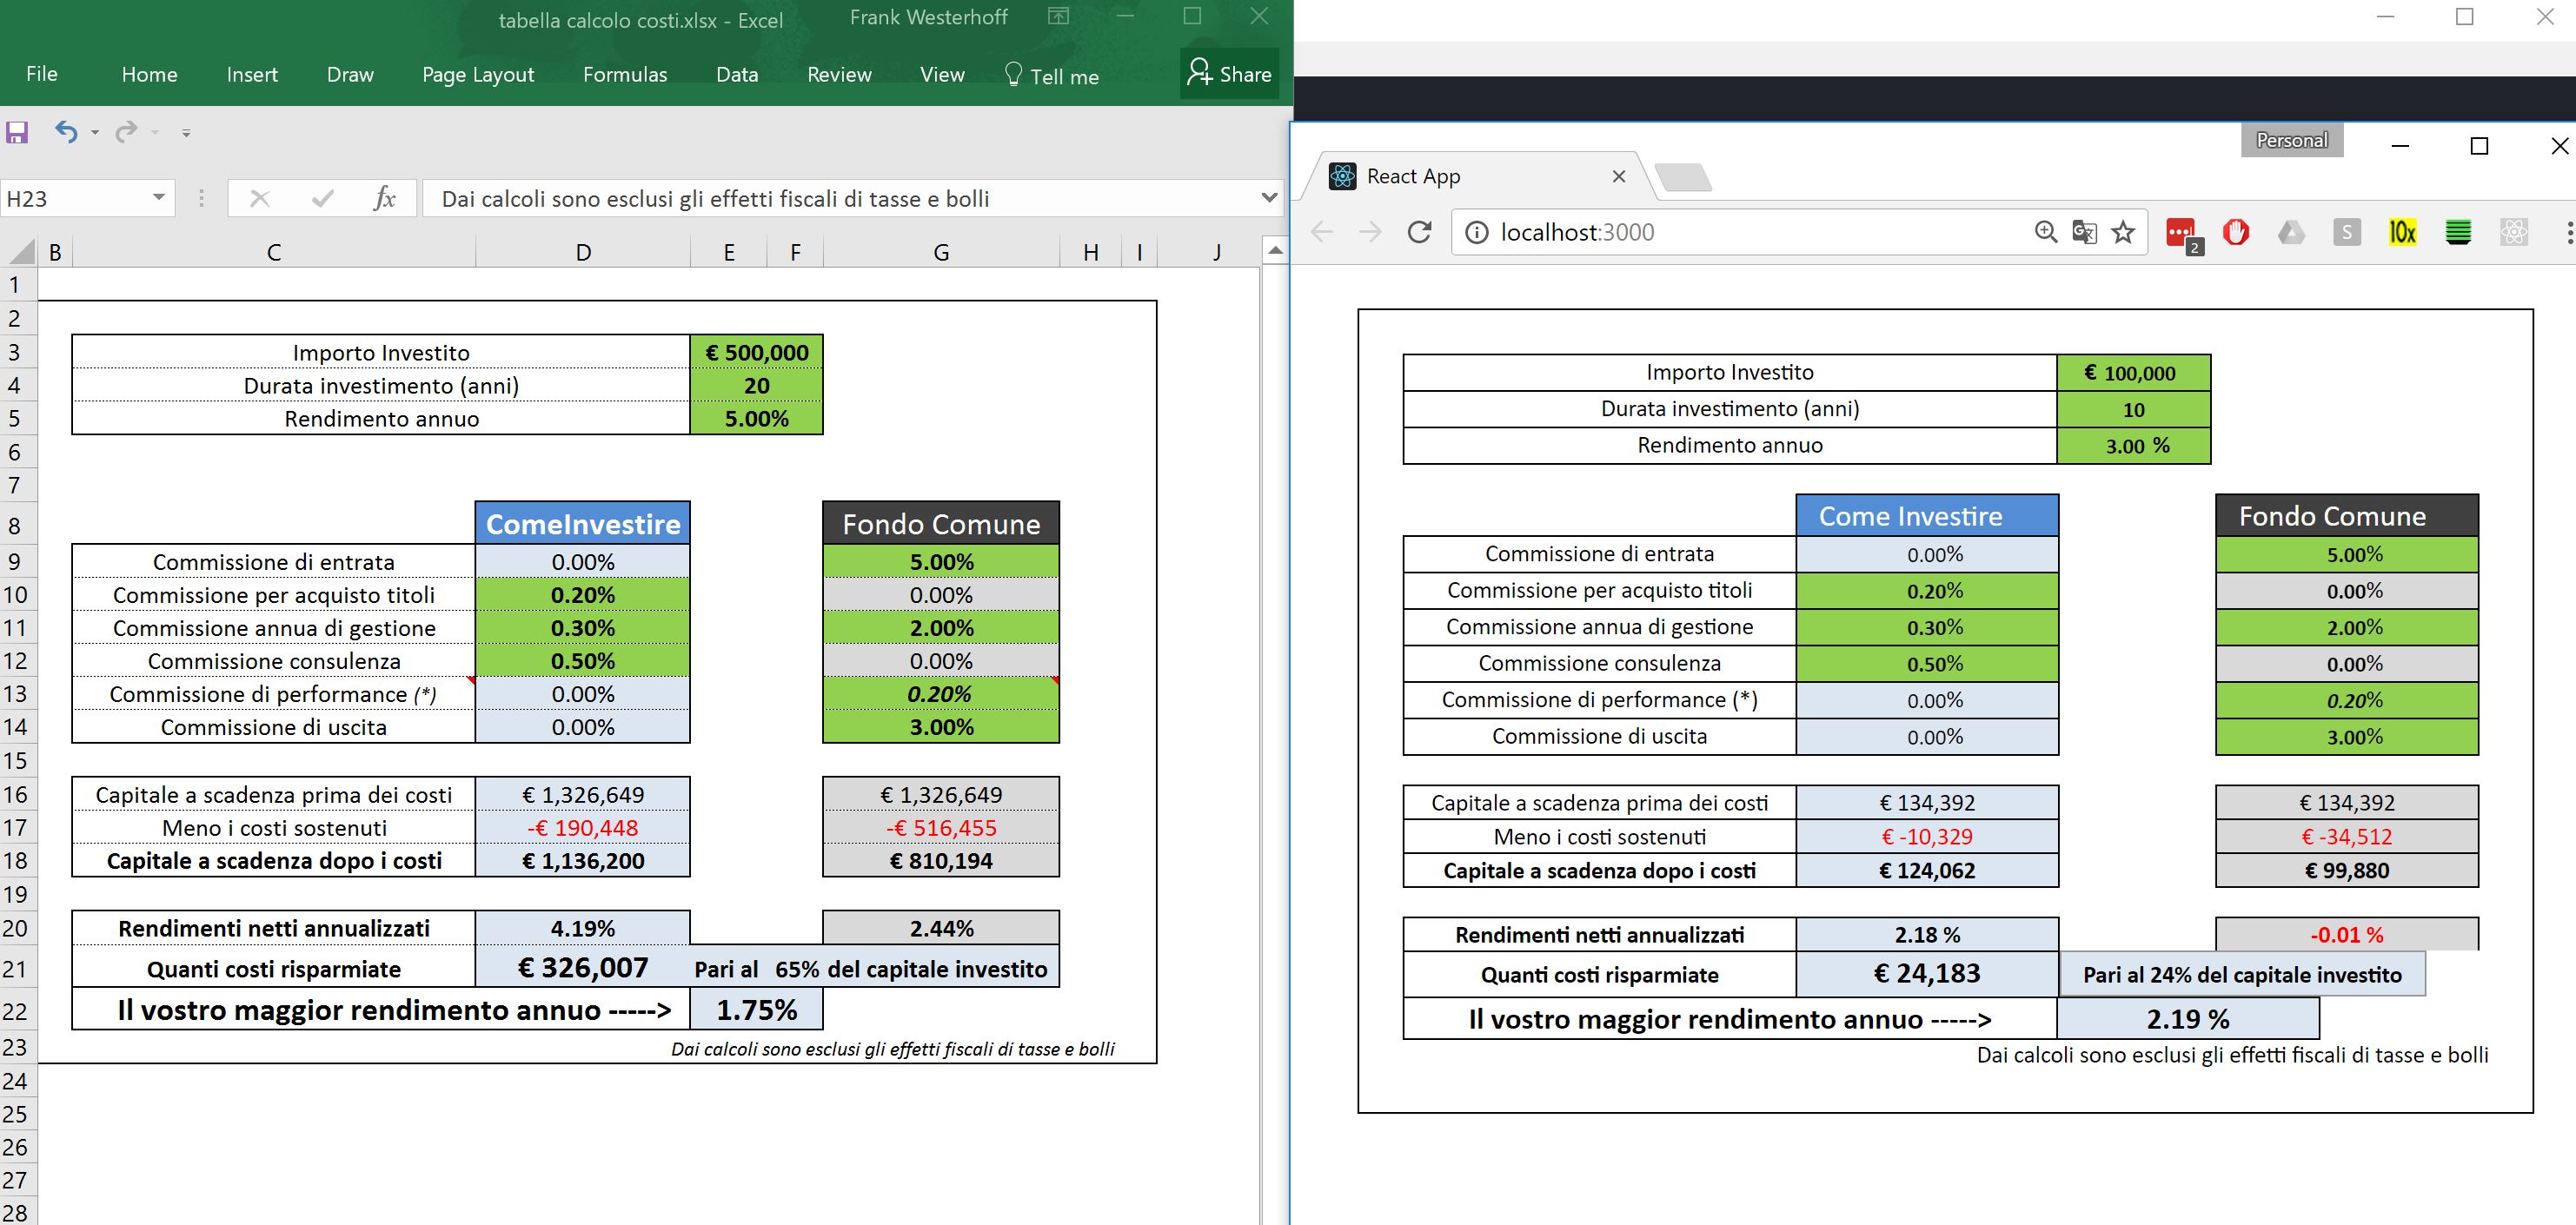 tabella calcolo costi.xlsx - Excel Frank Westerhoff
File Home Insert Draw Page Layout Formulas Data Review View Tell me Share
H23 fx Dai calcoli sono esclusi gli effetti fiscali di tasse e bolli
B C D E F G H I J
1
2
3 Importo Investito € 500,000
4 Durata investimento (anni) 20
5 Rendimento annuo 5.00%
6
7
8 ComeInvestire Fondo Comune
9 Commissione di entrata 0.00% 5.00%
10 Commissione per acquisto titoli 0.20% 0.00%
11 Commissione annua di gestione 0.30% 2.00%
12 Commissione consulenza 0.50% 0.00%
13 Commissione di performance (*) 0.00% 0.20%
14 Commissione di uscita 0.00% 3.00%
15
16 Capitale a scadenza prima dei costi € 1,326,649 € 1,326,649
17 Meno i costi sostenuti -€ 190,448 -€ 516,455
18 Capitale a scadenza dopo i costi € 1,136,200 € 810,194
19
20 Rendimenti netti annualizzati 4.19% 2.44%
21 Quanti costi risparmiate € 326,007 Pari al 65% del capitale investito
22 Il vostro maggior rendimento annuo -----> 1.75%
23 Dai calcoli sono esclusi gli effetti fiscali di tasse e bolli
24
25
26
27
28
Personal
React App
localhost:3000 2 S 10x
Importo Investito € 100,000
Durata investimento (anni) 10
Rendimento annuo 3.00 %
Come Investire Fondo Comune
Commissione di entrata 0.00% 5.00%
Commissione per acquisto titoli 0.20% 0.00%
Commissione annua di gestione 0.30% 2.00%
Commissione consulenza 0.50% 0.00%
Commissione di performance (*) 0.00% 0.20%
Commissione di uscita 0.00% 3.00%
Capitale a scadenza prima dei costi € 134,392 € 134,392
Meno i costi sostenuti € -10,329 € -34,512
Capitale a scadenza dopo i costi € 124,062 € 99,880
Rendimenti netti annualizzati 2.18 % -0.01 %
Quanti costi risparmiate € 24,183 Pari al 24% del capitale investito
Il vostro maggior rendimento annuo -----> 2.19 %
Dai calcoli sono esclusi gli effetti fiscali di tasse e bolli